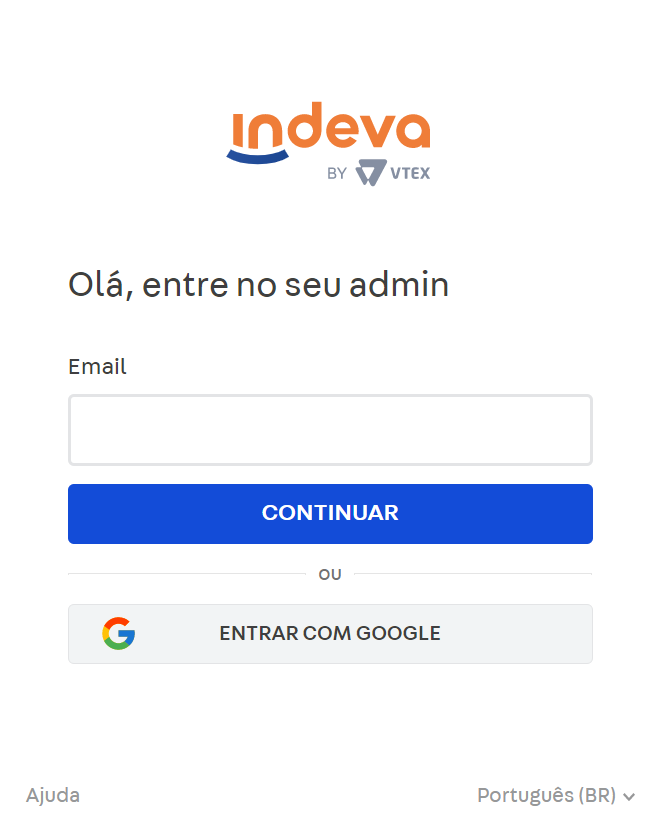 indeva
BY VTEX
Olá, entre no seu admin
Email
CONTINUAR
ou
ENTRAR COM GOOGLE
Ajuda
Português (BR)